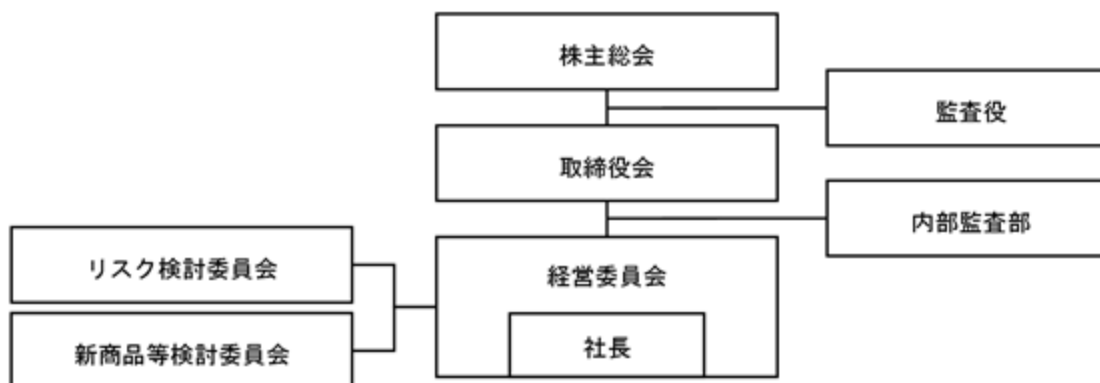 株主総会
監査役
取締役会
内部監査部
リスク検討委員会
経営委員会
新商品等検討委員会
社長